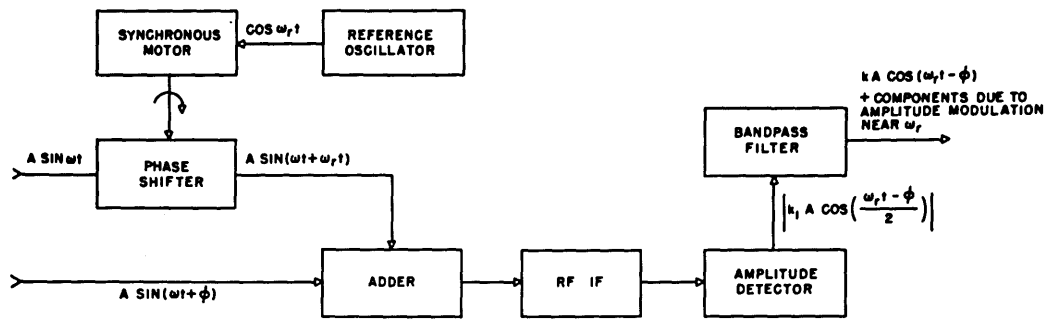 SYNCHRONOUS
MOTOR
COS ωᵣt
REFERENCE
OSCILLATOR
A SIN ωt
PHASE
SHIFTER
A SIN(ωt+ωᵣt)
kA COS(ωᵣt-ϕ)
+ COMPONENTS DUE TO
AMPLITUDE MODULATION
NEAR ωᵣ
BANDPASS
FILTER
|k₁ A COS(ωᵣt-ϕ/2)|
A SIN(ωt+ϕ)
ADDER
RF IF
AMPLITUDE
DETECTOR